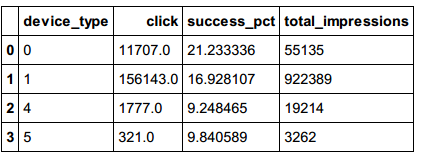 device_type click success_pct total_impressions
0 0 11707.0 21.233336 55135
1 1 156143.0 16.928107 922389
2 4 1777.0 9.248465 19214
3 5 321.0 9.840589 3262